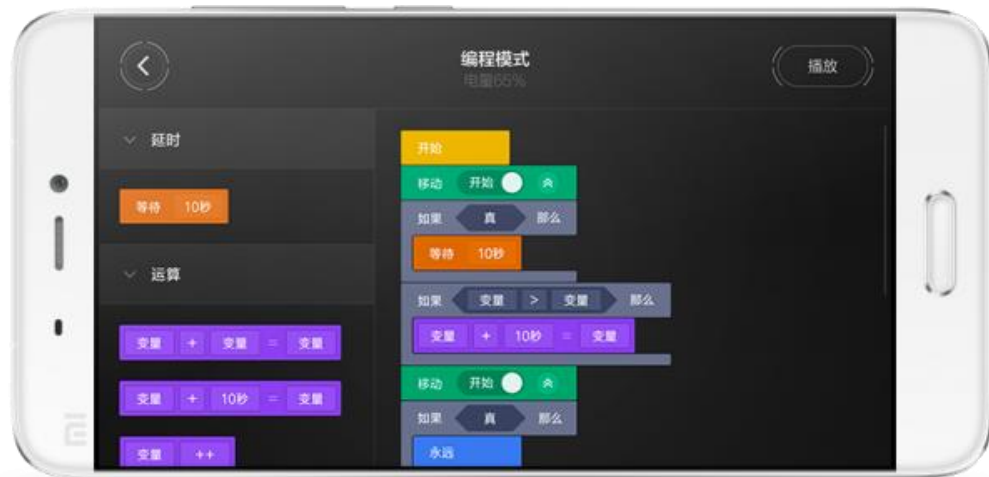 编程模式
电量65%
播放
延时
等待 10秒
运算
变量 + 变量 = 变量
变量 + 10秒 = 变量
变量 ++
开始
移动 开始
如果 真 那么
等待 10秒
如果 变量 > 变量 那么
变量 + 10秒 = 变量
移动 开始
如果 真 那么
永远